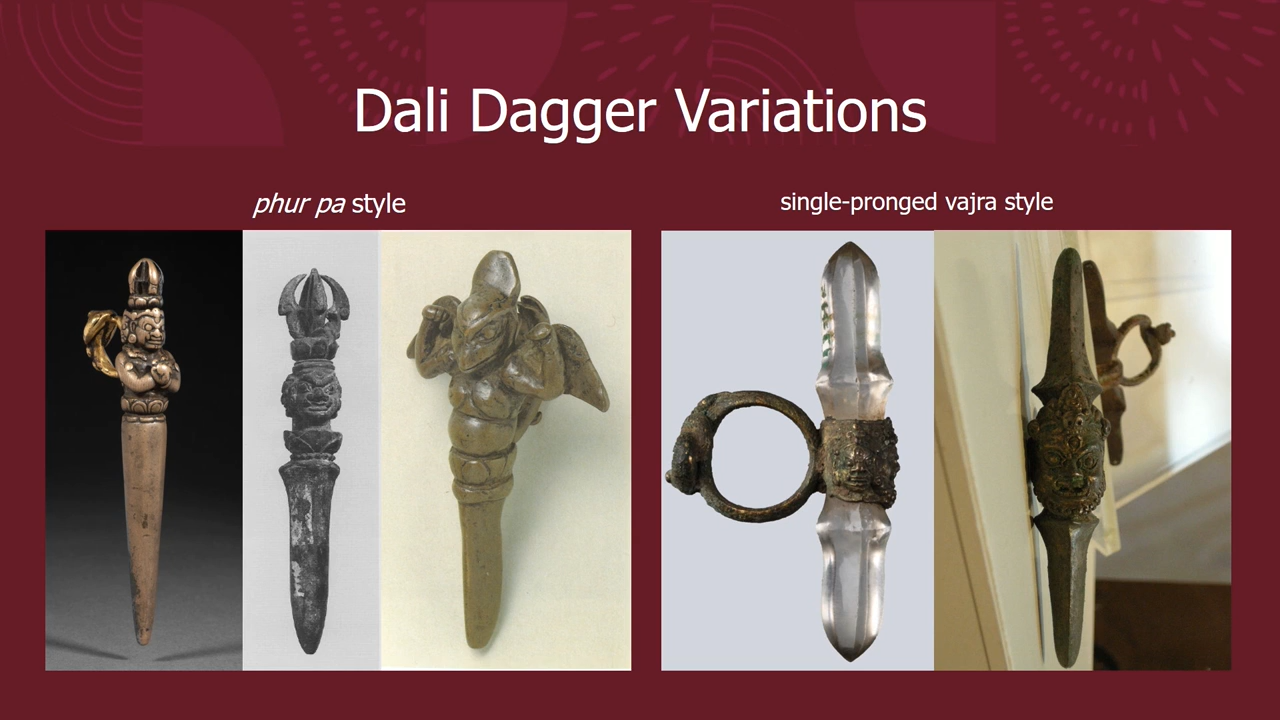 Dali Dagger Variations
phur pa style
single-pronged vajra style